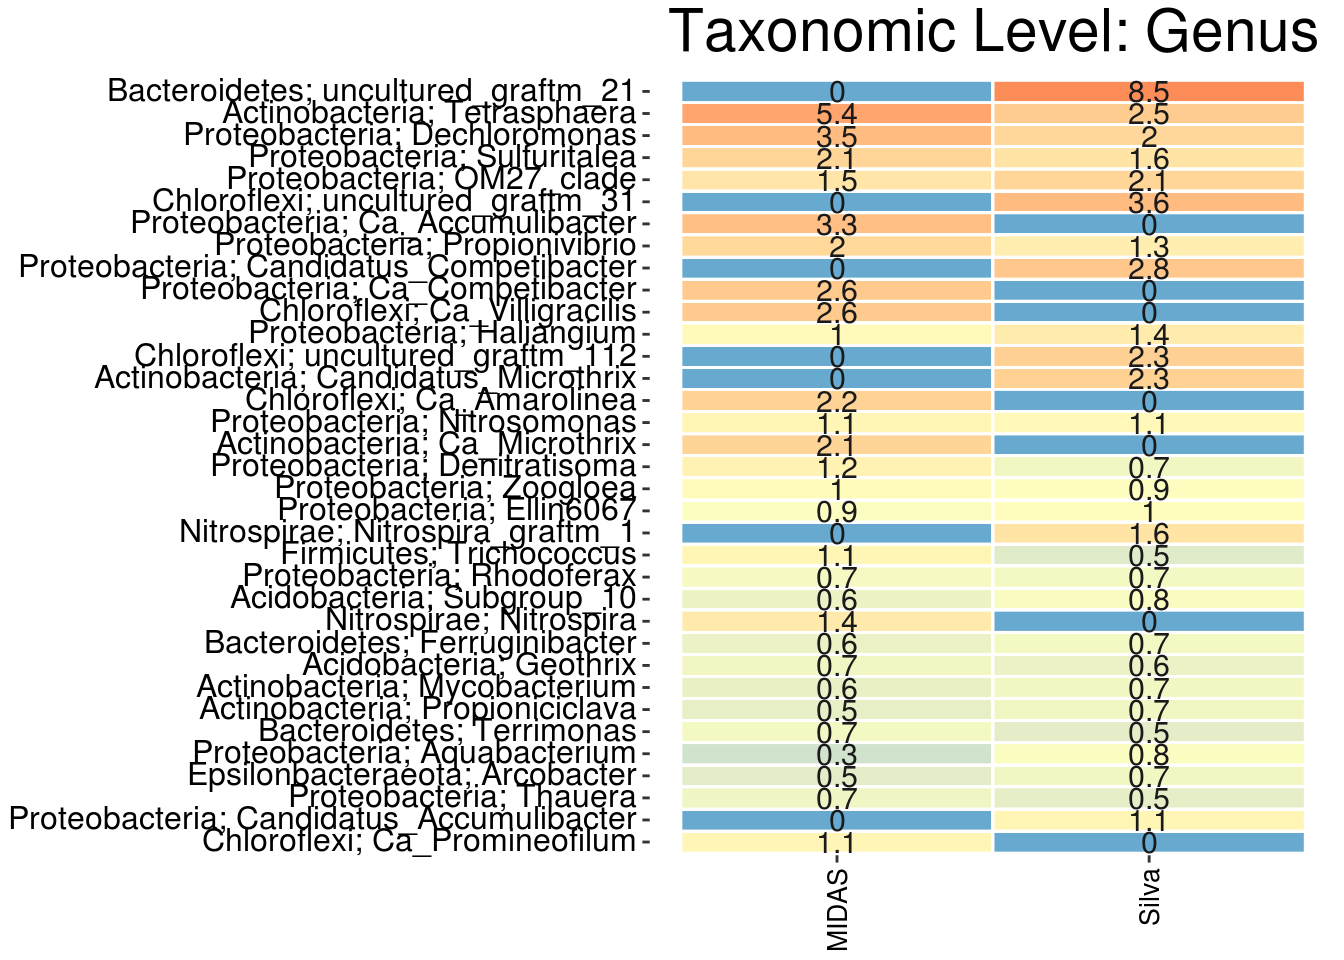 Taxonomic Level: Genus
Bacteroidetes; uncultured_graftm_21 0 8.5
Actinobacteria; Tetrasphaera 5.4 2.5
Proteobacteria; Dechloromonas 3.5 2
Proteobacteria; Sulfuritalea 2.1 1.6
Proteobacteria; OM27_clade 1.5 2.1
Chloroflexi; uncultured_graftm_31 0 3.6
Proteobacteria; Ca_Accumulibacter 3.3 0
Proteobacteria; Propionivibrio 2 1.3
Proteobacteria; Candidatus_Competibacter 0 2.8
Proteobacteria; Ca_Competibacter 2.6 0
Chloroflexi; Ca_Villigracilis 2.6 0
Proteobacteria; Haliangium 1 1.4
Chloroflexi; uncultured_graftm_112 0 2.3
Actinobacteria; Candidatus_Microthrix 0 2.3
Chloroflexi; Ca_Amarolinea 2.2 0
Proteobacteria; Nitrosomonas 1.1 1.1
Actinobacteria; Ca_Microthrix 2.1 0
Proteobacteria; Denitratisoma 1.2 0.7
Proteobacteria; Zoogloea 1 0.9
Proteobacteria; Ellin6067 0.9 1
Nitrospirae; Nitrospira_graftm_1 0 1.6
Firmicutes; Trichococcus 1.1 0.5
Proteobacteria; Rhodoferax 0.7 0.7
Acidobacteria; Subgroup_10 0.6 0.8
Nitrospirae; Nitrospira 1.4 0
Bacteroidetes; Ferruginibacter 0.6 0.7
Acidobacteria; Geothrix 0.7 0.6
Actinobacteria; Mycobacterium 0.6 0.7
Actinobacteria; Propioniciclava 0.5 0.7
Bacteroidetes; Terrimonas 0.7 0.5
Proteobacteria; Aquabacterium 0.3 0.8
Epsilonbacteraeota; Arcobacter 0.5 0.7
Proteobacteria; Thauera 0.7 0.5
Proteobacteria; Candidatus_Accumulibacter 0 1.1
Chloroflexi; Ca_Promineofilum 1.1 0
MIDAS
Silva